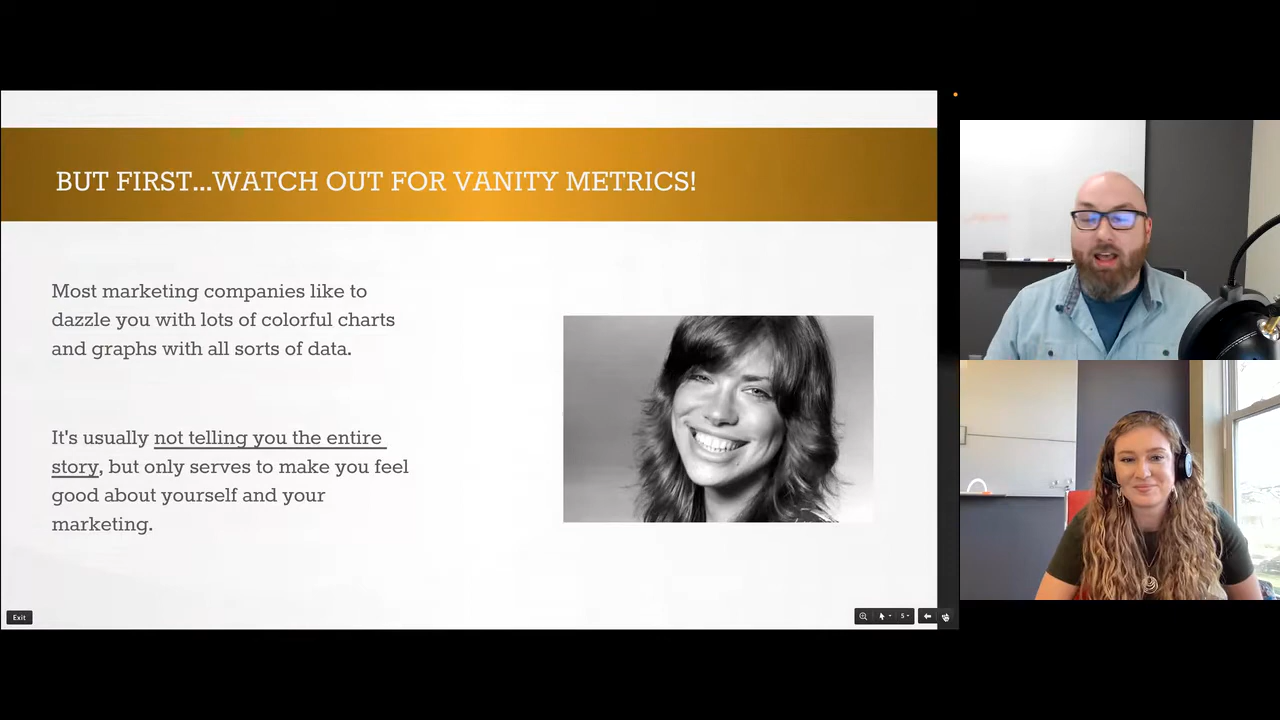 BUT FIRST...WATCH OUT FOR VANITY METRICS!
Most marketing companies like to
dazzle you with lots of colorful charts
and graphs with all sorts of data.
It's usually not telling you the entire
story, but only serves to make you feel
good about yourself and your
marketing.
Exit
5